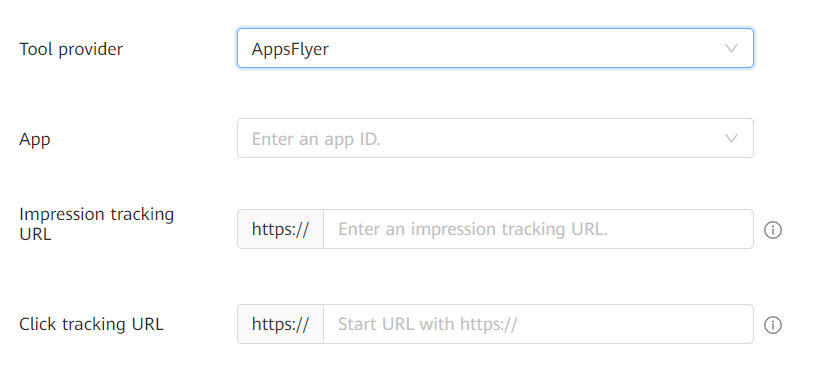 Tool provider
AppsFlyer
App
Enter an app ID.
Impression tracking
URL
https://
Enter an impression tracking URL.
Click tracking URL
https://
Start URL with https://